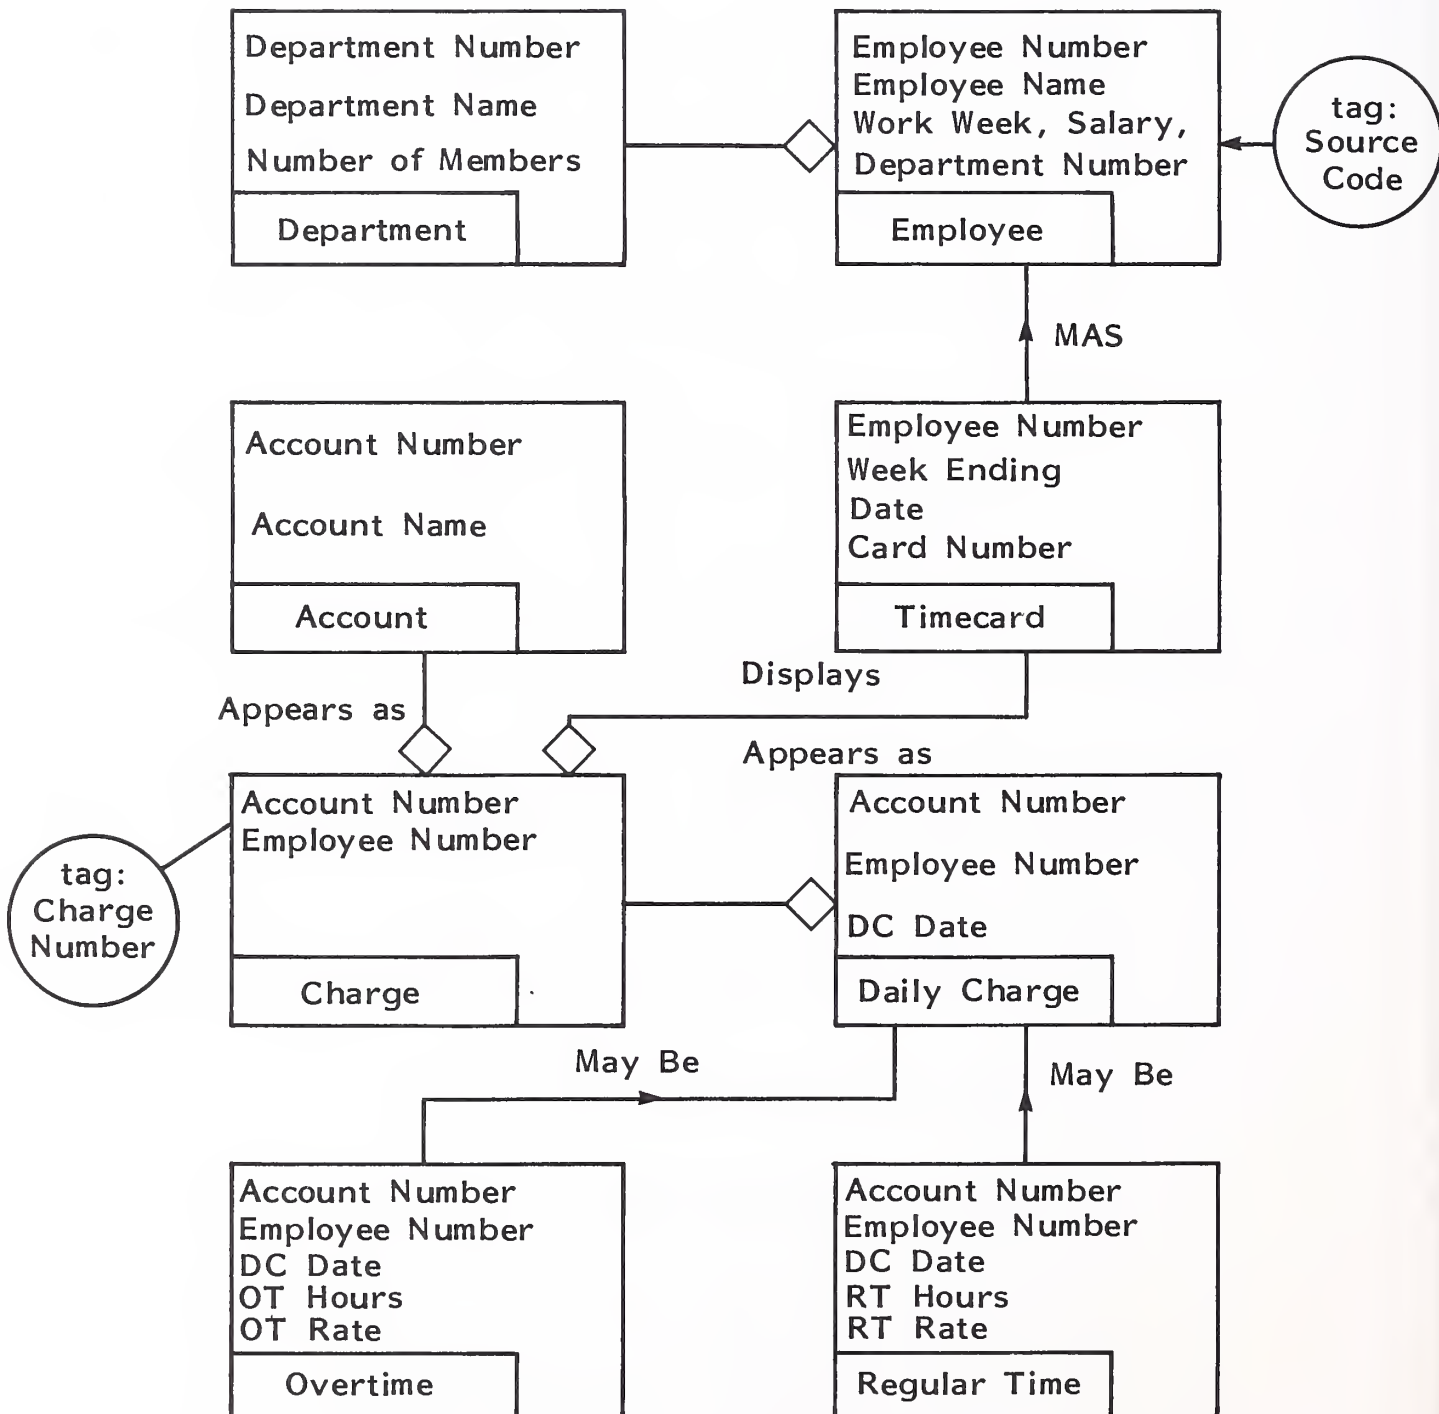 Department Number
Department Name
Number of Members
Department
Employee Number
Employee Name
Work Week, Salary,
Department Number
Employee
tag:
Source
Code
MAS
Account Number
Account Name
Account
Employee Number
Week Ending
Date
Card Number
Timecard
Displays
Appears as
Appears as
Account Number
Employee Number
Charge
tag:
Charge
Number
Account Number
Employee Number
DC Date
Daily Charge
May Be
May Be
Account Number
Employee Number
DC Date
OT Hours
OT Rate
Overtime
Account Number
Employee Number
DC Date
RT Hours
RT Rate
Regular Time